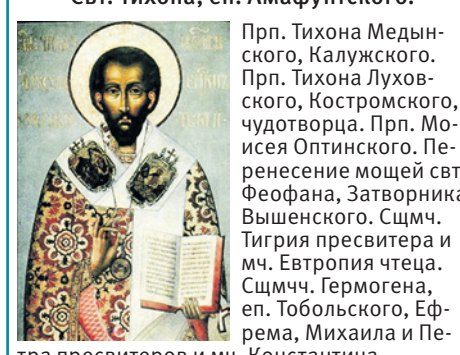 Свт. Тихона, еп. Амафунтского.
Прп. Тихона Медын-
ского, Калужского.
Прп. Тихона Лухов-
ского, Костромского,
чудотворца. Прп. Мо-
исея Оптинского. Пе-
ренесение мощей свт.
Феофана, Затворника
Вышенского. Сщмч.
Тигрия пресвитера и
мч. Евтропия чтеца.
Сщмчч. Гермогена,
еп. Тобольского, Еф-
рема, Михаила и Пе-
тра пресвитеров и мч. Константина